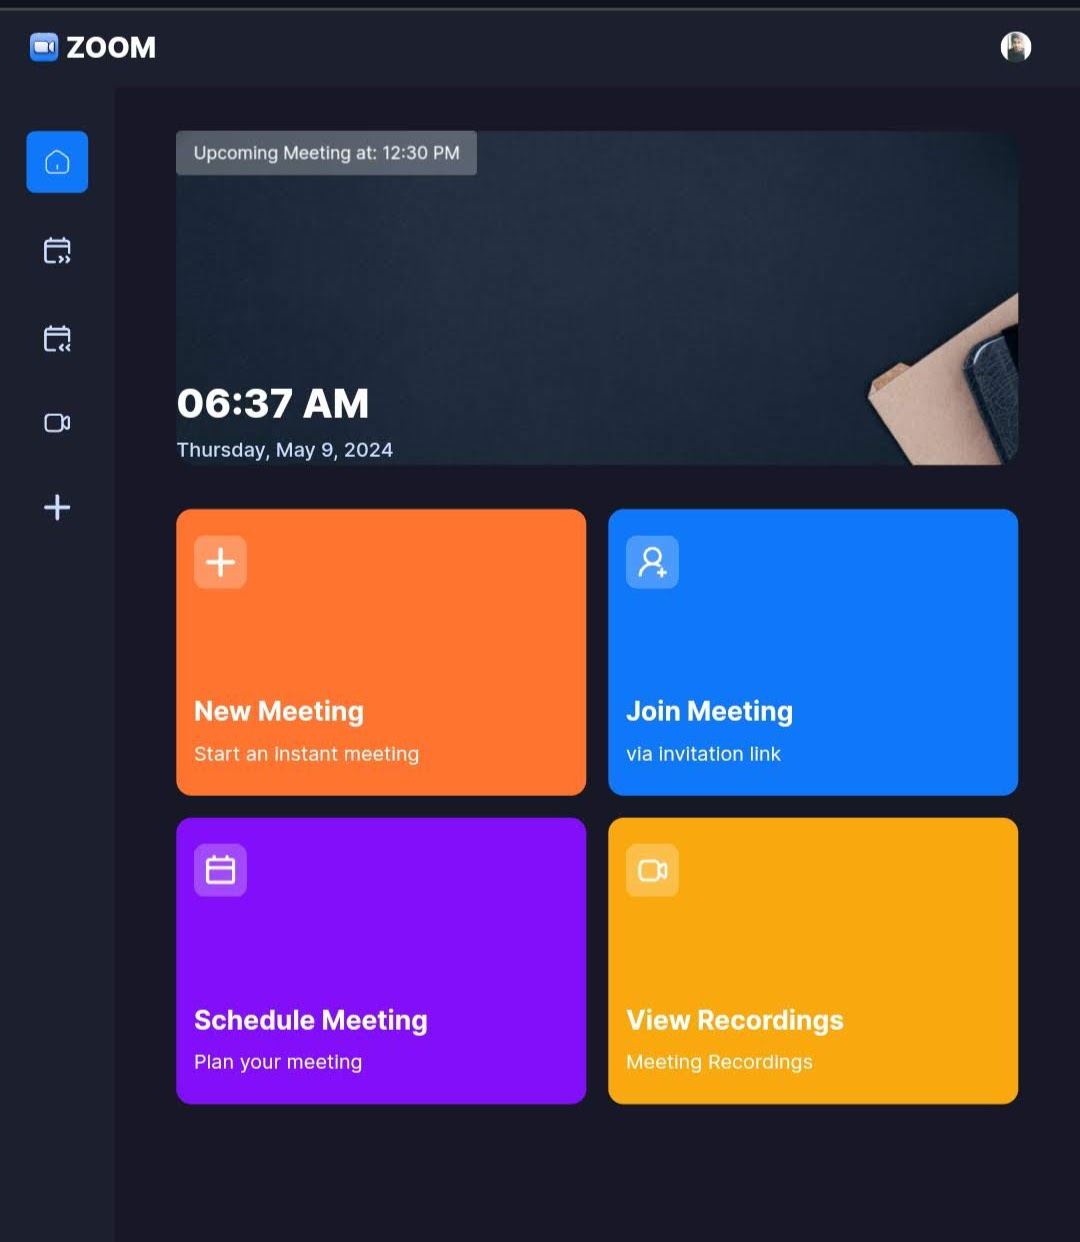 ZOOM
Upcoming Meeting at: 12:30 PM
06:37 AM
Thursday, May 9, 2024
New Meeting
Start an instant meeting
Join Meeting
via invitation link
Schedule Meeting
Plan your meeting
View Recordings
Meeting Recordings